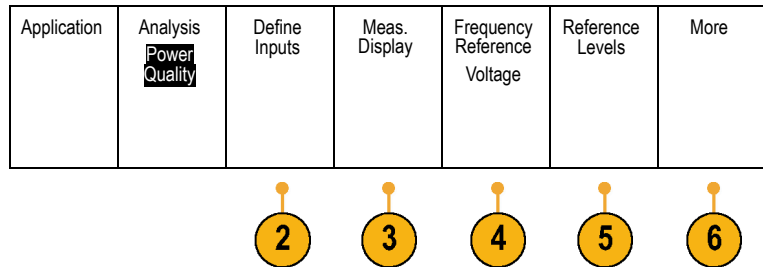 Application
Analysis
Power
Quality
Define
Inputs
Meas.
Display
Frequency
Reference
Voltage
Reference
Levels
More
2
3
4
5
6